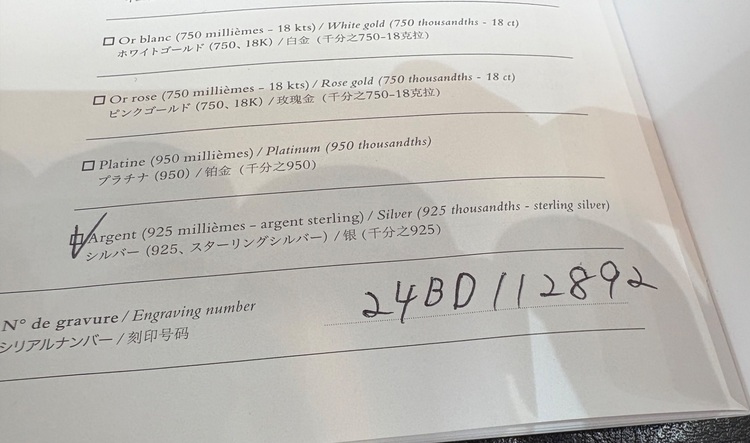 Or blanc (750 millièmes – 18 kts) / White gold (750 thousandths - 18 ct)
ホワイトゴールド (750、18K) / 白金（千分之750-18克拉）
Or rose (750 millièmes – 18 kts) / Rose gold (750 thousandths - 18 ct)
ピンクゴールド (750、18K) / 玫瑰金（千分之750-18克拉）
Platine (950 millièmes) / Platinum (950 thousandths)
プラチナ (950) / 铂金（千分之950）
Argent (925 millièmes – argent sterling) / Silver (925 thousandths - sterling silver)
シルバー (925、スターリングシルバー) / 银（千分之925）
N° de gravure / Engraving number
24BD112892
シリアルナンバー / 刻印号码